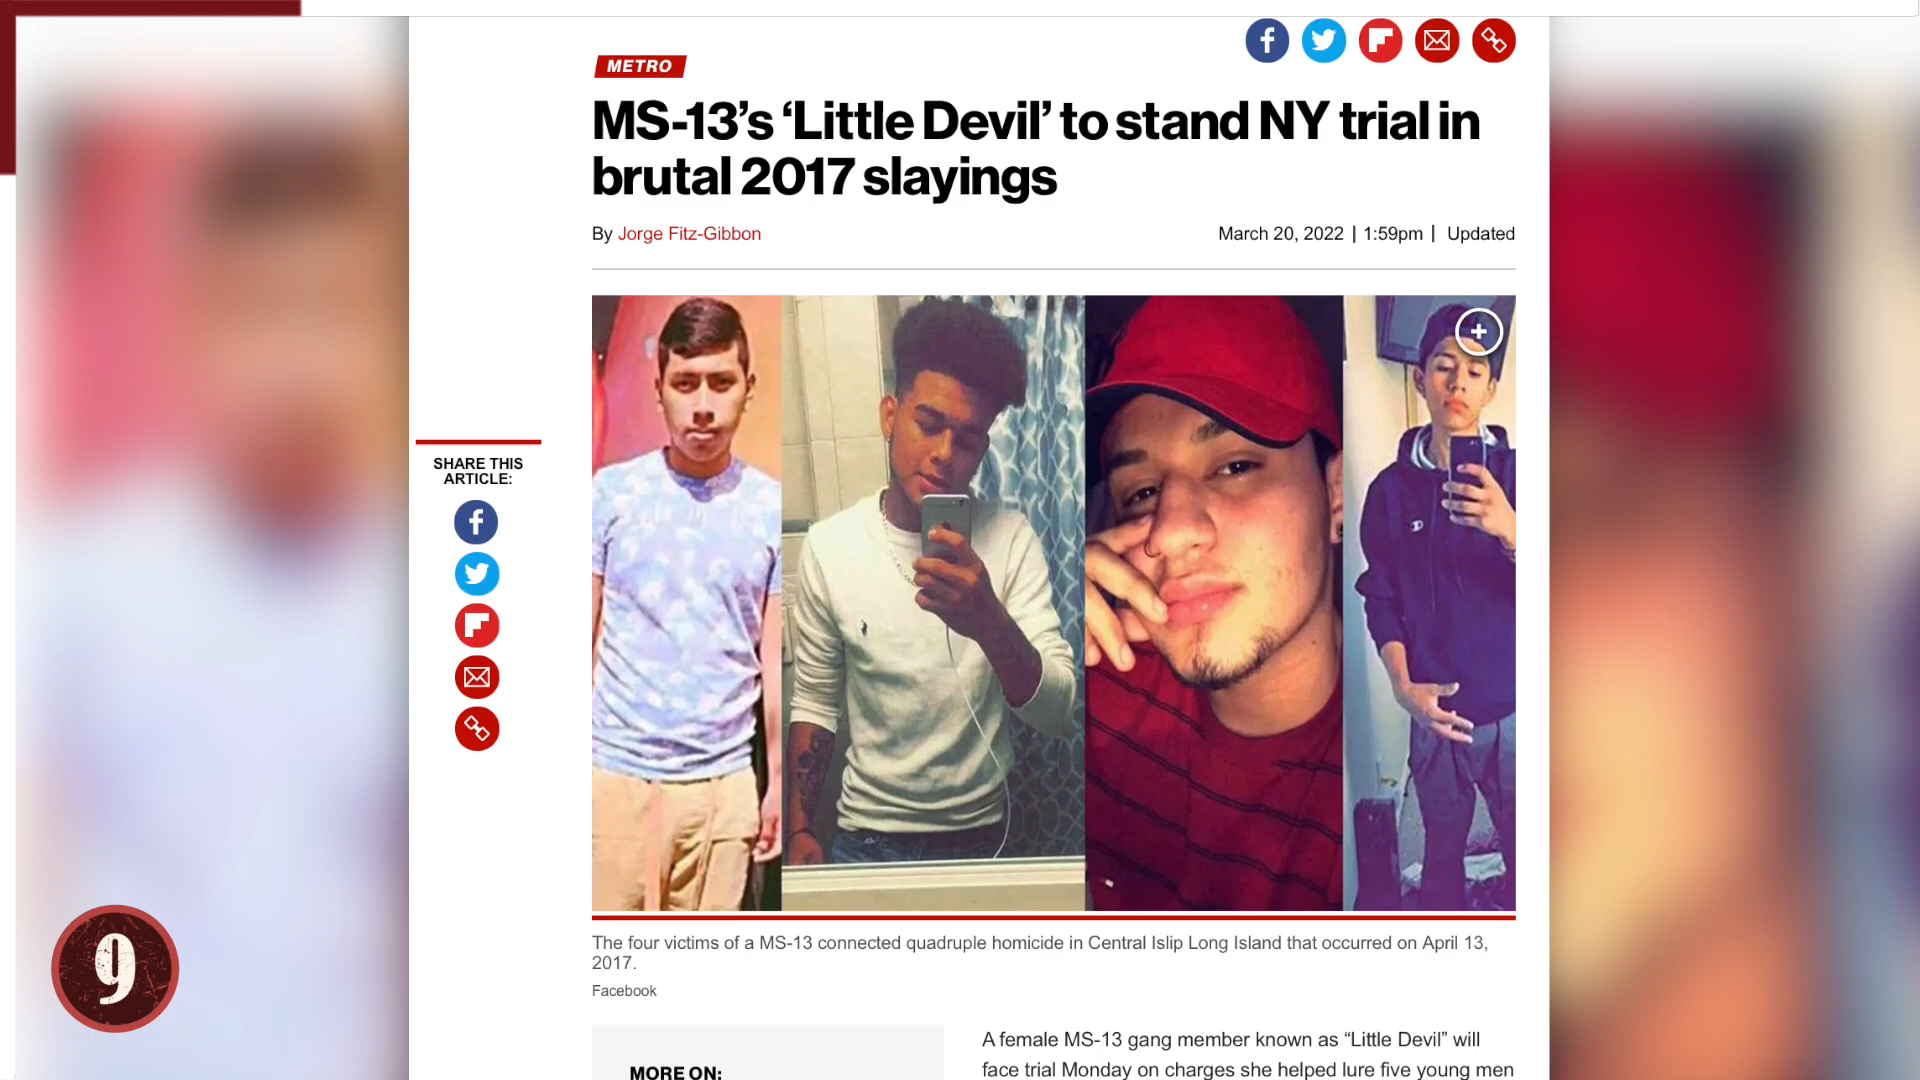 METRO
MS-13’s ‘Little Devil’ to stand NY trial in
brutal 2017 slayings
By Jorge Fitz-Gibbon
March 20, 2022 | 1:59pm | Updated
SHARE THIS
ARTICLE:
The four victims of a MS-13 connected quadruple homicide in Central Islip Long Island that occurred on April 13,
2017.
Facebook
9
MORE ON:
A female MS-13 gang member known as “Little Devil” will
face trial Monday on charges she helped lure five young men